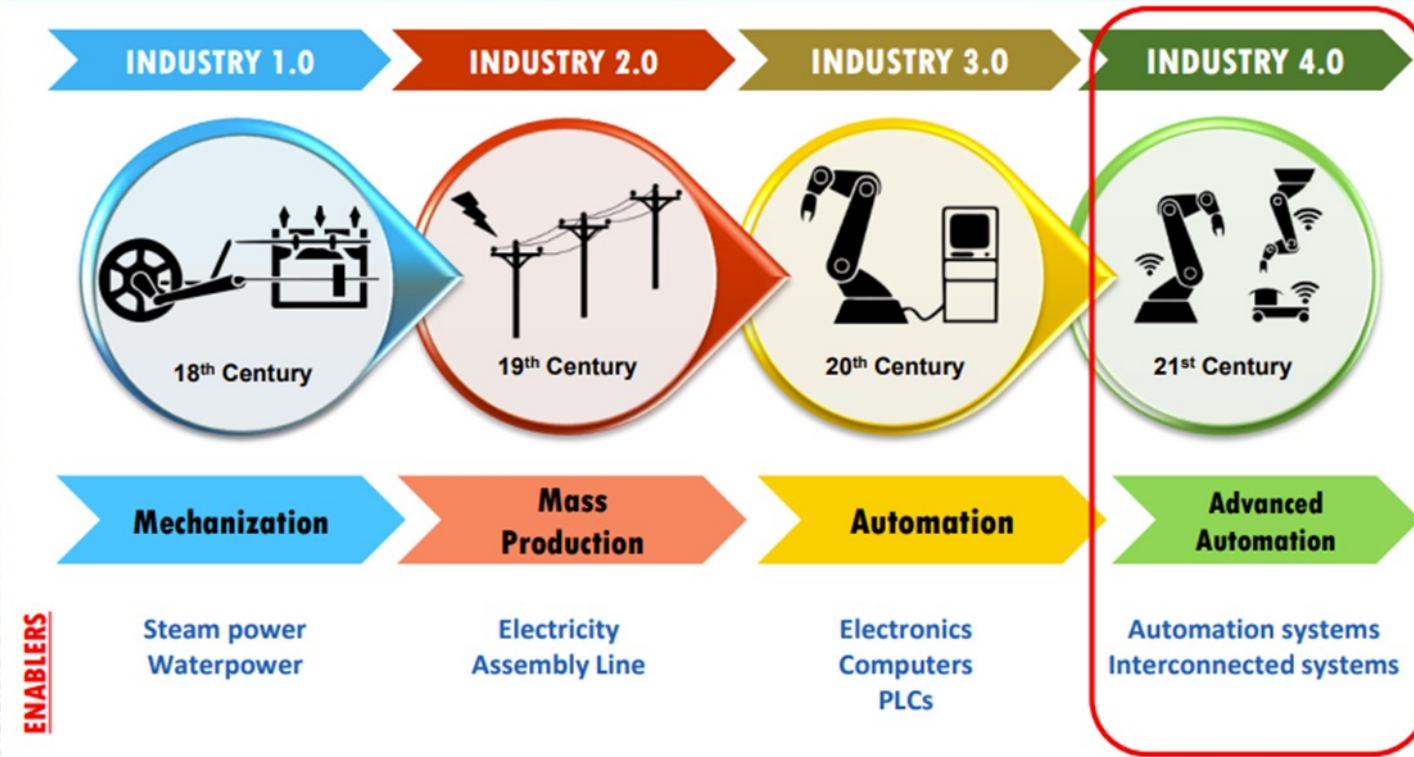 INDUSTRY 1.0
INDUSTRY 2.0
INDUSTRY 3.0
INDUSTRY 4.0
18th Century
19th Century
20th Century
21st Century
Mechanization
Mass
Production
Automation
Advanced
Automation
ENABLERS
Steam power
Waterpower
Electricity
Assembly Line
Electronics
Computers
PLCs
Automation systems
Interconnected systems